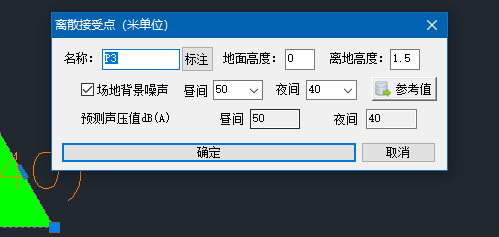 离散接受点（米单位）
名称： P3 标注 地面高度： 0 离地高度： 1.5
场地背景噪声 昼间 50 夜间 40 参考值
预测声压值dB(A) 昼间 50 夜间 40
确定 取消